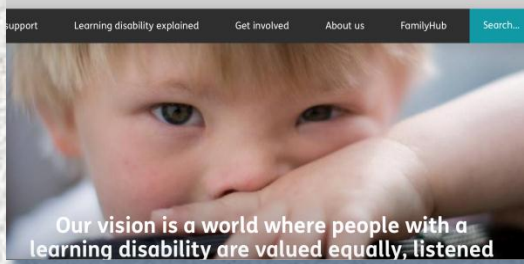 support Learning disability explained Get involved About us FamilyHub Search...
Our vision is a world where people with a
learning disability are valued equally, listened